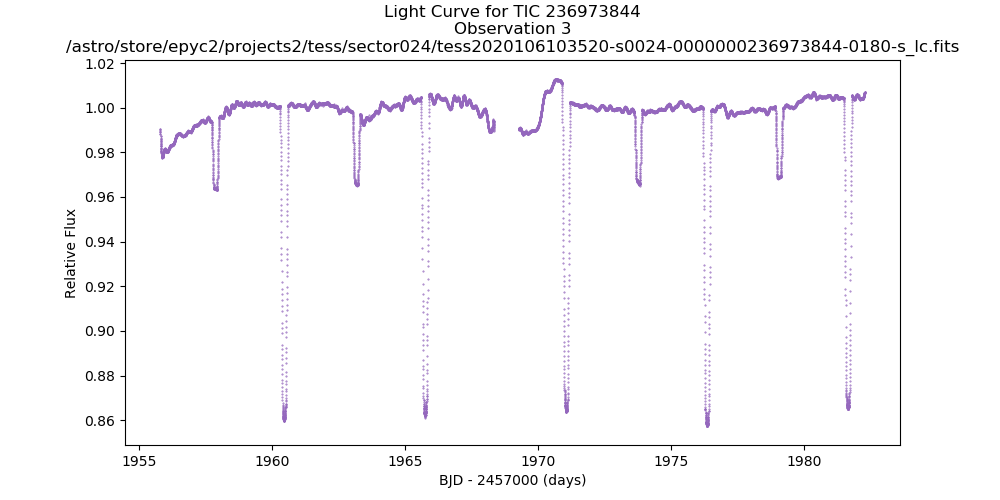 Light Curve for TIC 236973844
Observation 3
/astro/store/epyc2/projects2/tess/sector024/tess2020106103520-s0024-0000000236973844-0180-s_lc.fits
1.02
1.00
0.98
0.96
0.94
0.92
0.90
0.88
0.86
Relative Flux
1955 1960 1965 1970 1975 1980
BJD - 2457000 (days)